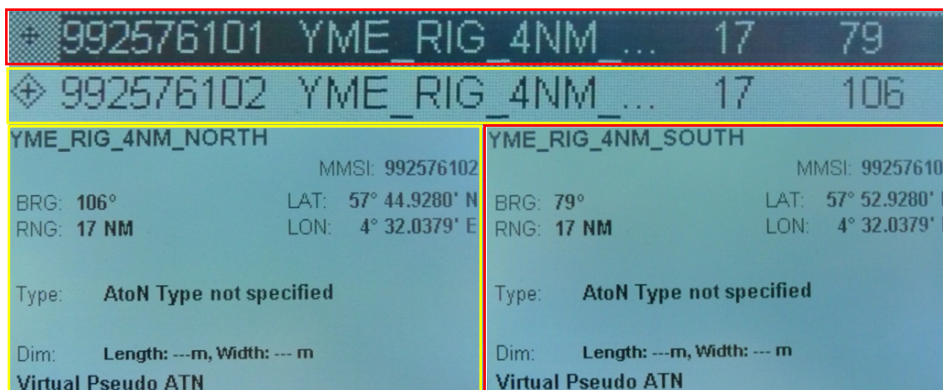 992576101 YME_RIG_4NM_... 17 79
992576102 YME_RIG_4NM_... 17 106
YME_RIG_4NM_NORTH
MMSI: 992576102
BRG: 106° LAT: 57° 44.9280' N
RNG: 17 NM LON: 4° 32.0379' E
Type: AtoN Type not specified
Dim: Length: ---m, Width: --- m
Virtual Pseudo ATN
YME_RIG_4NM_SOUTH
MMSI: 99257610
BRG: 79° LAT: 57° 52.9280'
RNG: 17 NM LON: 4° 32.0379'
Type: AtoN Type not specified
Dim: Length: ---m, Width: --- m
Virtual Pseudo ATN